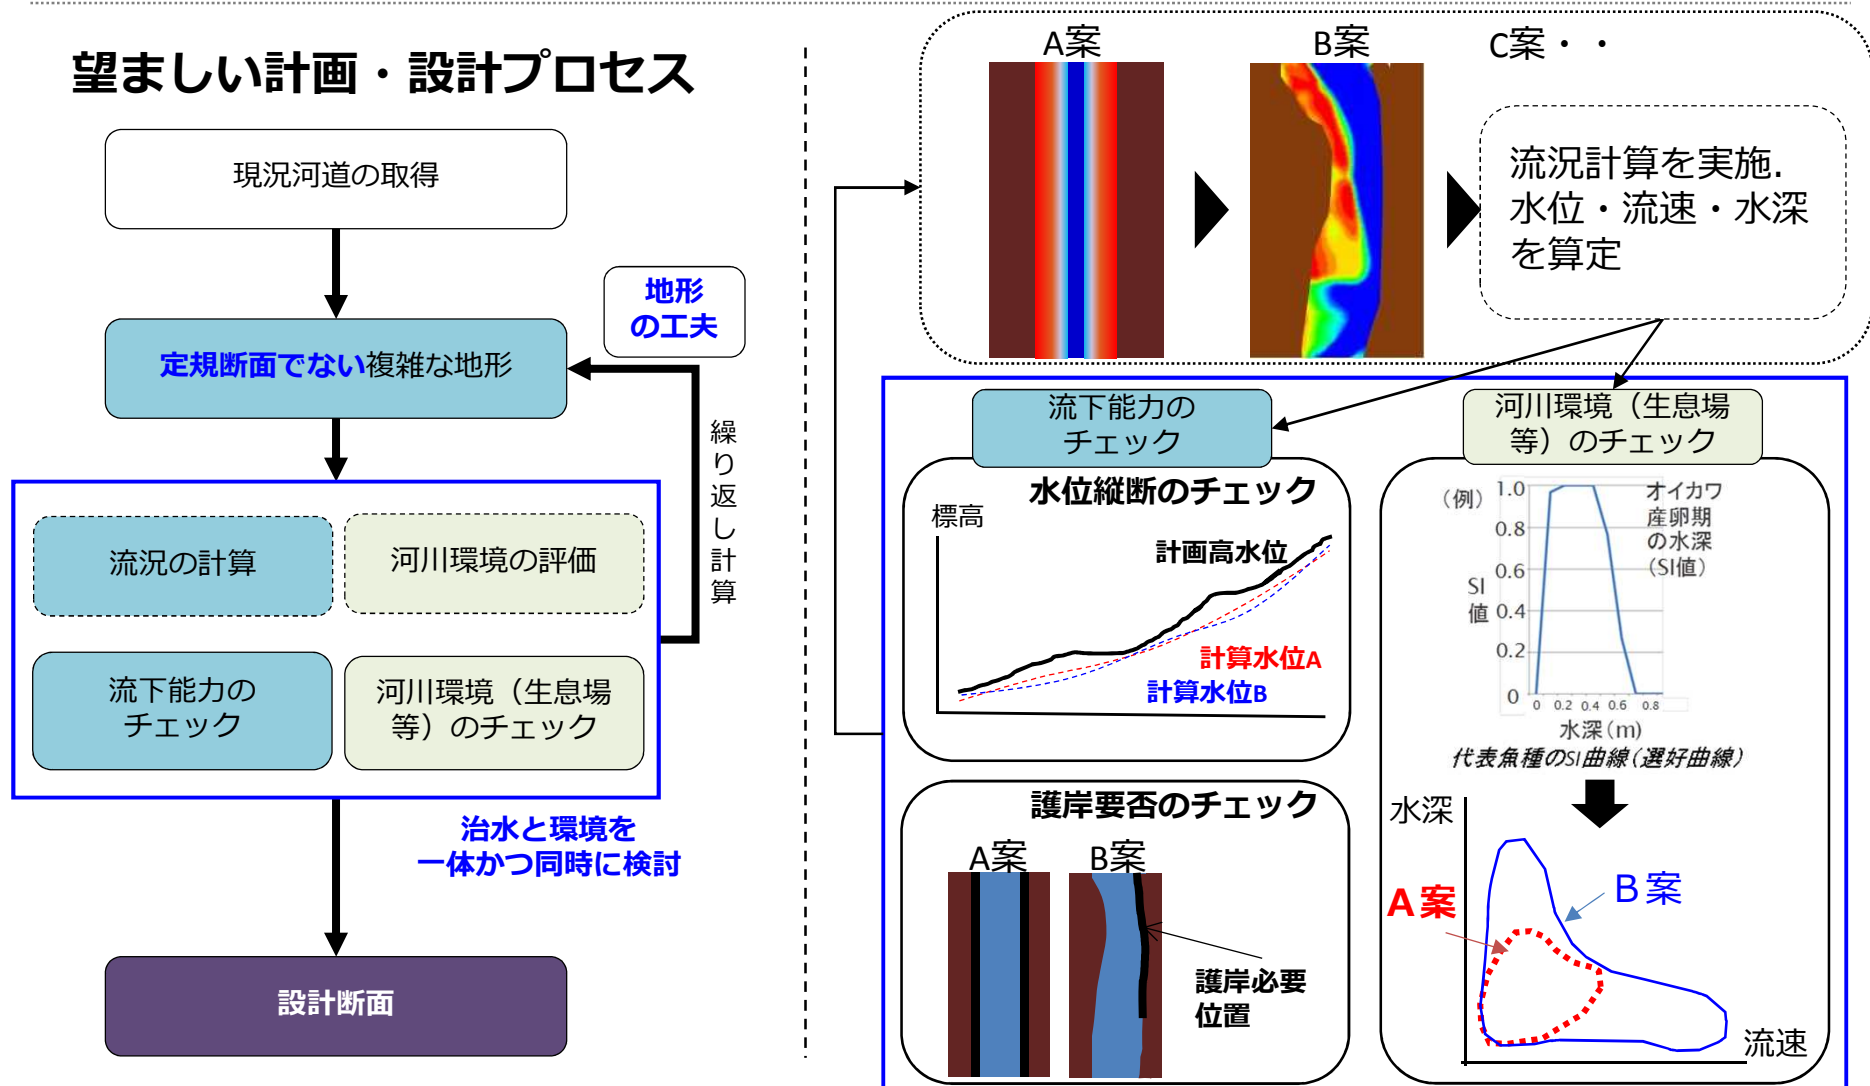 望ましい計画・設計プロセス
現況河道の取得
地形
の工夫
定規断面でない複雑な地形
繰り返し計算
流況の計算
河川環境の評価
流下能力の
チェック
河川環境（生息場
等）のチェック
治水と環境を
一体かつ同時に検討
設計断面
A案
B案
C案・・
流況計算を実施.
水位・流速・水深
を算定
流下能力の
チェック
水位縦断のチェック
標高
計画高水位
計算水位A
計算水位B
護岸要否のチェック
A案
B案
護岸必要
位置
河川環境（生息場
等）のチェック
（例）
オイカワ
産卵期
の水深
（SI値）
SI
値
1.0
0.8
0.6
0.4
0.2
0
0 0.2 0.4 0.6 0.8
水深(m)
代表魚種のSI曲線(選好曲線)
水深
A案
B案
流速